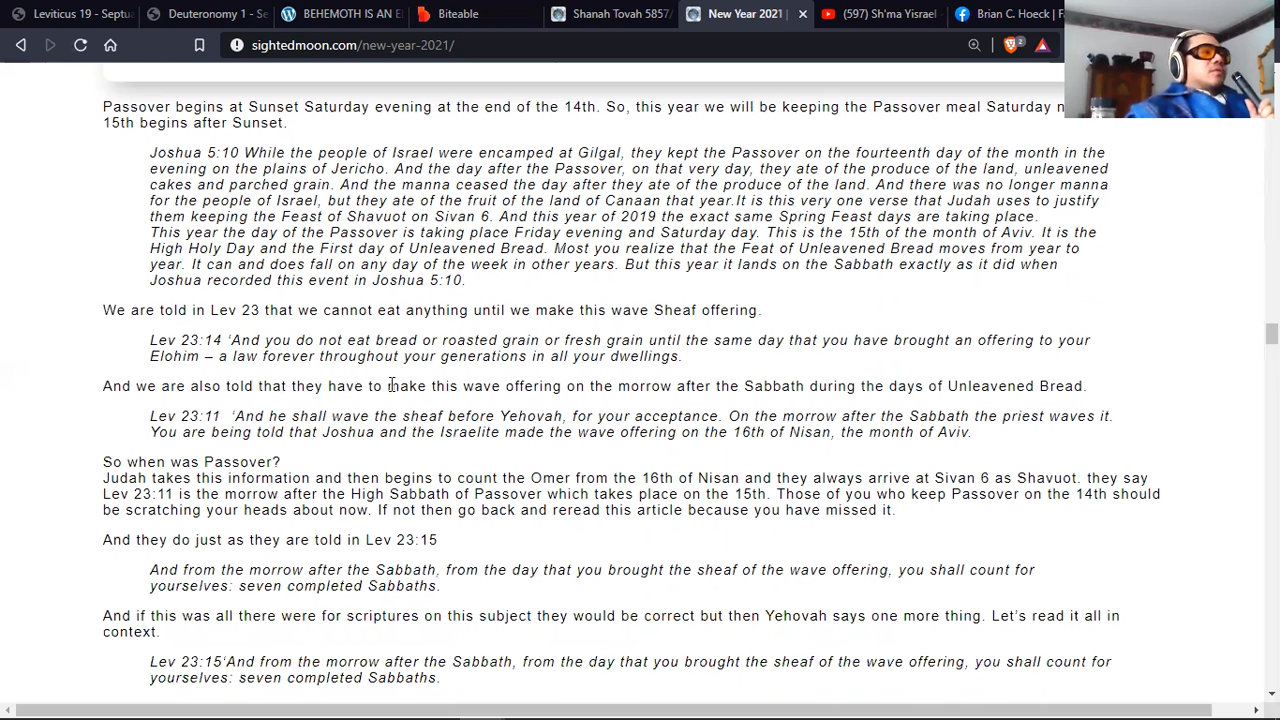 Leviticus 19 - Septua
Deuteronomy 1 - Se
BEHEMOTH IS AN E
Biteable
Shanah Tovah 5857/
New Year 2021
(597) Sh'ma Yisrael
Brian C. Hoeck | F
sightedmoon.com/new-year-2021/
2
Passover begins at Sunset Saturday evening at the end of the 14th. So, this year we will be keeping the Passover meal Saturday
15th begins after Sunset.
Joshua 5:10 While the people of Israel were encamped at Gilgal, they kept the Passover on the fourteenth day of the month in the
evening on the plains of Jericho. And the day after the Passover, on that very day, they ate of the produce of the land, unleavened
cakes and parched grain. And the manna ceased the day after they ate of the produce of the land. And there was no longer manna
for the people of Israel, but they ate of the fruit of the land of Canaan that year.It is this very one verse that Judah uses to justify
them keeping the Feast of Shavuot on Sivan 6. And this year of 2019 the exact same Spring Feast days are taking place.
This year the day of the Passover is taking place Friday evening and Saturday day. This is the 15th of the month of Aviv. It is the
High Holy Day and the First day of Unleavened Bread. Most you realize that the Feat of Unleavened Bread moves from year to
year. It can and does fall on any day of the week in other years. But this year it lands on the Sabbath exactly as it did when
Joshua recorded this event in Joshua 5:10.
We are told in Lev 23 that we cannot eat anything until we make this wave Sheaf offering.
Lev 23:14 ‘And you do not eat bread or roasted grain or fresh grain until the same day that you have brought an offering to your
Elohim – a law forever throughout your generations in all your dwellings.
And we are also told that they have to make this wave offering on the morrow after the Sabbath during the days of Unleavened Bread.
Lev 23:11 ‘And he shall wave the sheaf before Yehovah, for your acceptance. On the morrow after the Sabbath the priest waves it.
You are being told that Joshua and the Israelite made the wave offering on the 16th of Nisan, the month of Aviv.
So when was Passover?
Judah takes this information and then begins to count the Omer from the 16th of Nisan and they always arrive at Sivan 6 as Shavuot. they say
Lev 23:11 is the morrow after the High Sabbath of Passover which takes place on the 15th. Those of you who keep Passover on the 14th should
be scratching your heads about now. If not then go back and reread this article because you have missed it.
And they do just as they are told in Lev 23:15
And from the morrow after the Sabbath, from the day that you brought the sheaf of the wave offering, you shall count for
yourselves: seven completed Sabbaths.
And if this was all there were for scriptures on this subject they would be correct but then Yehovah says one more thing. Let’s read it all in
context.
Lev 23:15‘And from the morrow after the Sabbath, from the day that you brought the sheaf of the wave offering, you shall count for
yourselves: seven completed Sabbaths.